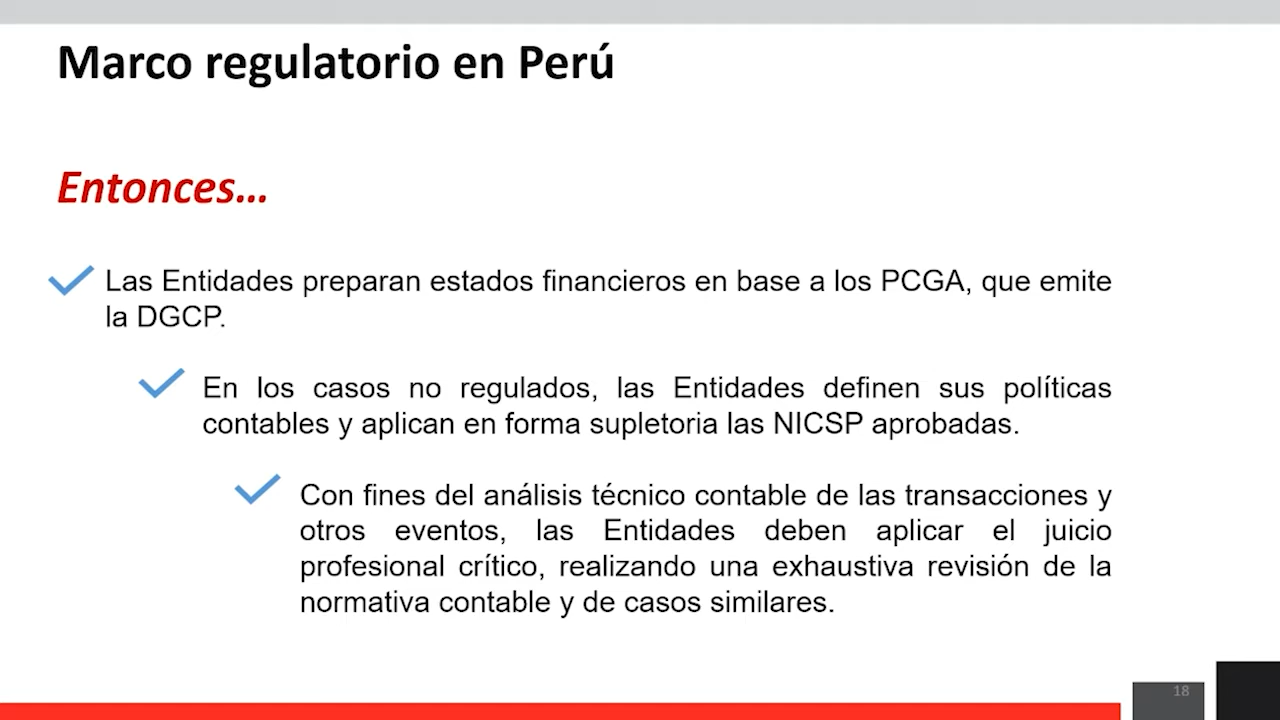 Marco regulatorio en Perú
Entonces...
Las Entidades preparan estados financieros en base a los PCGA, que emite
la DGCP.
En los casos no regulados, las Entidades definen sus políticas
contables y aplican en forma supletoria las NICSP aprobadas.
Con fines del análisis técnico contable de las transacciones y
otros eventos, las Entidades deben aplicar el juicio
profesional crítico, realizando una exhaustiva revisión de la
normativa contable y de casos similares.
18